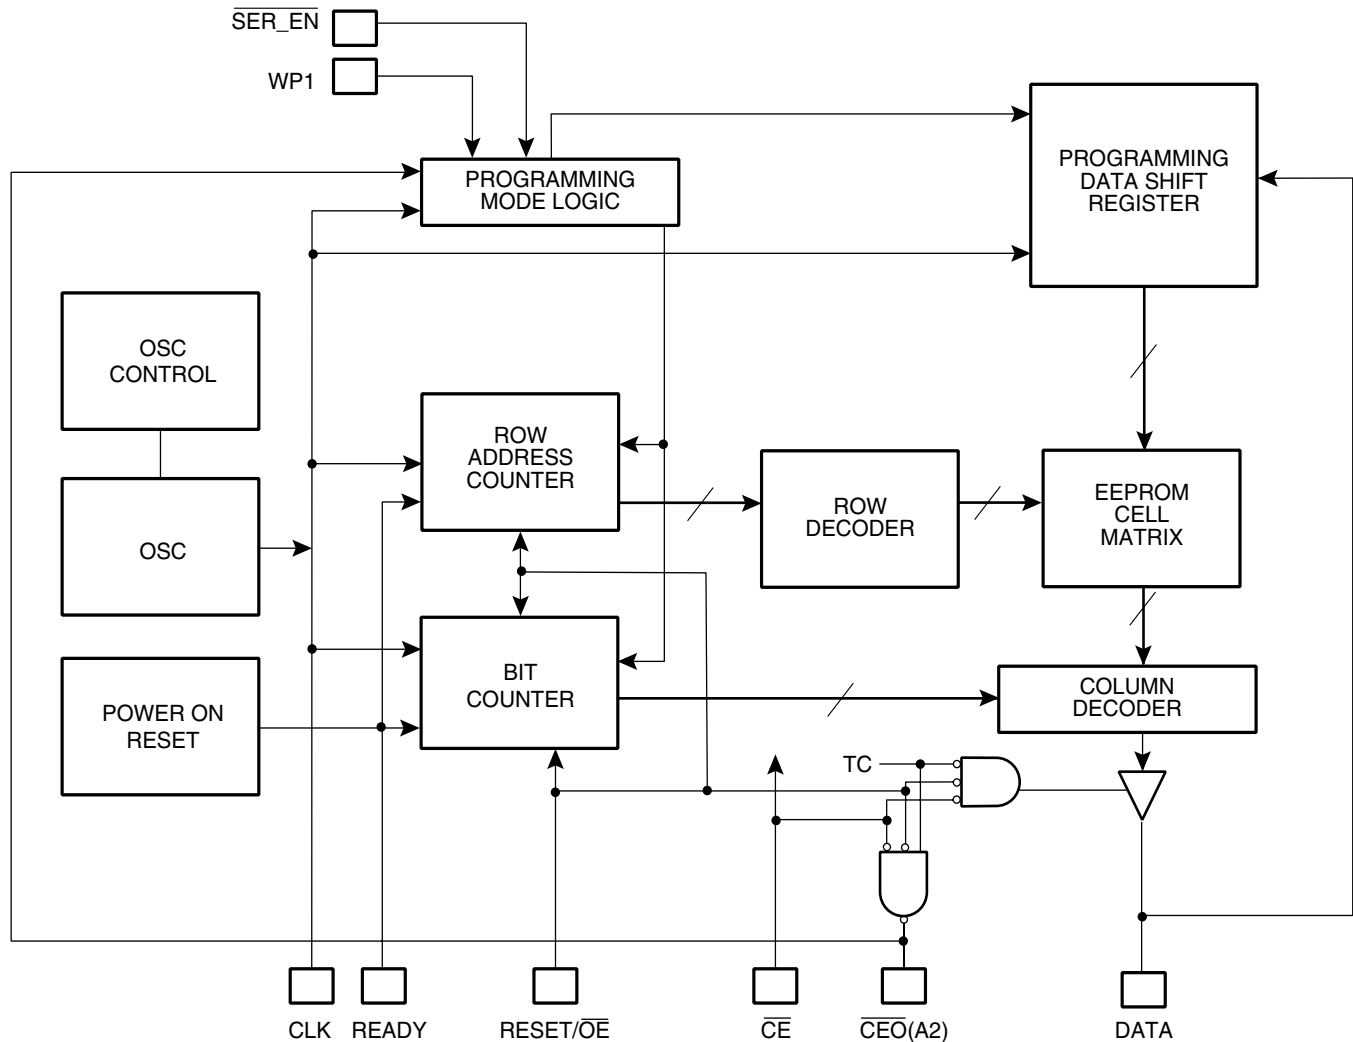 SER_EN
WP1
PROGRAMMING
MODE LOGIC
PROGRAMMING
DATA SHIFT
REGISTER
OSC
CONTROL
ROW
ADDRESS
COUNTER
ROW
DECODER
EEPROM
CELL
MATRIX
OSC
BIT
COUNTER
COLUMN
DECODER
POWER ON
RESET
TC
CLK
READY
RESET/OE
CE
CEO(A2)
DATA